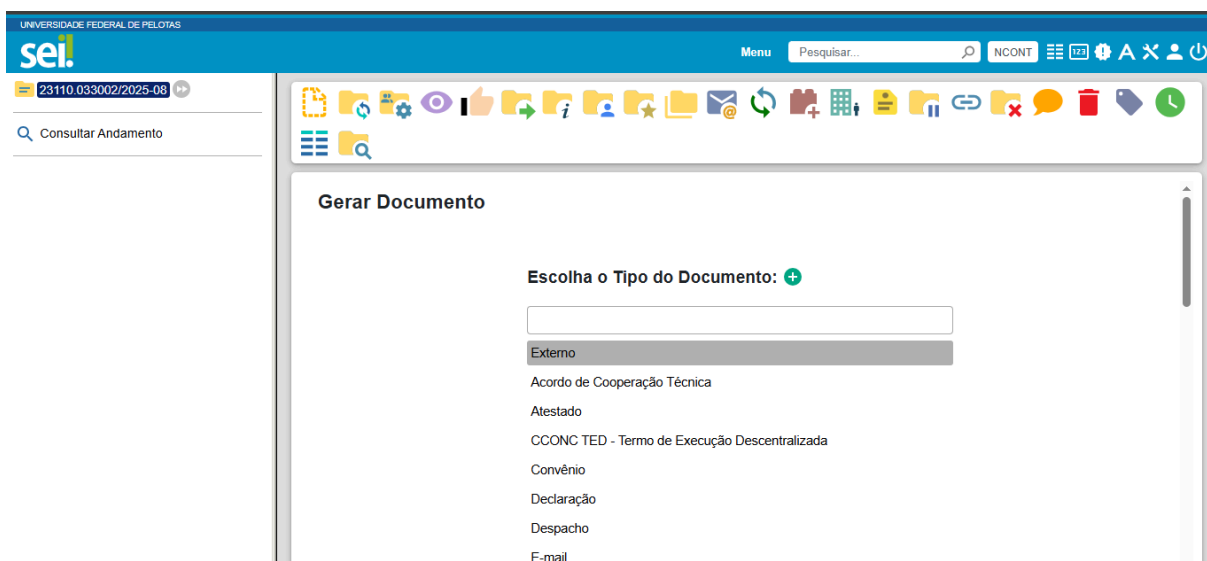 UNIVERSIDADE FEDERAL DE PELOTAS
sei!
Menu
Pesquisar...
NCONT
123
A
23110.033002/2025-08
Consultar Andamento
Gerar Documento
Escolha o Tipo do Documento:
Externo
Acordo de Cooperação Técnica
Atestado
CCONC TED - Termo de Execução Descentralizada
Convênio
Declaração
Despacho
E-mail